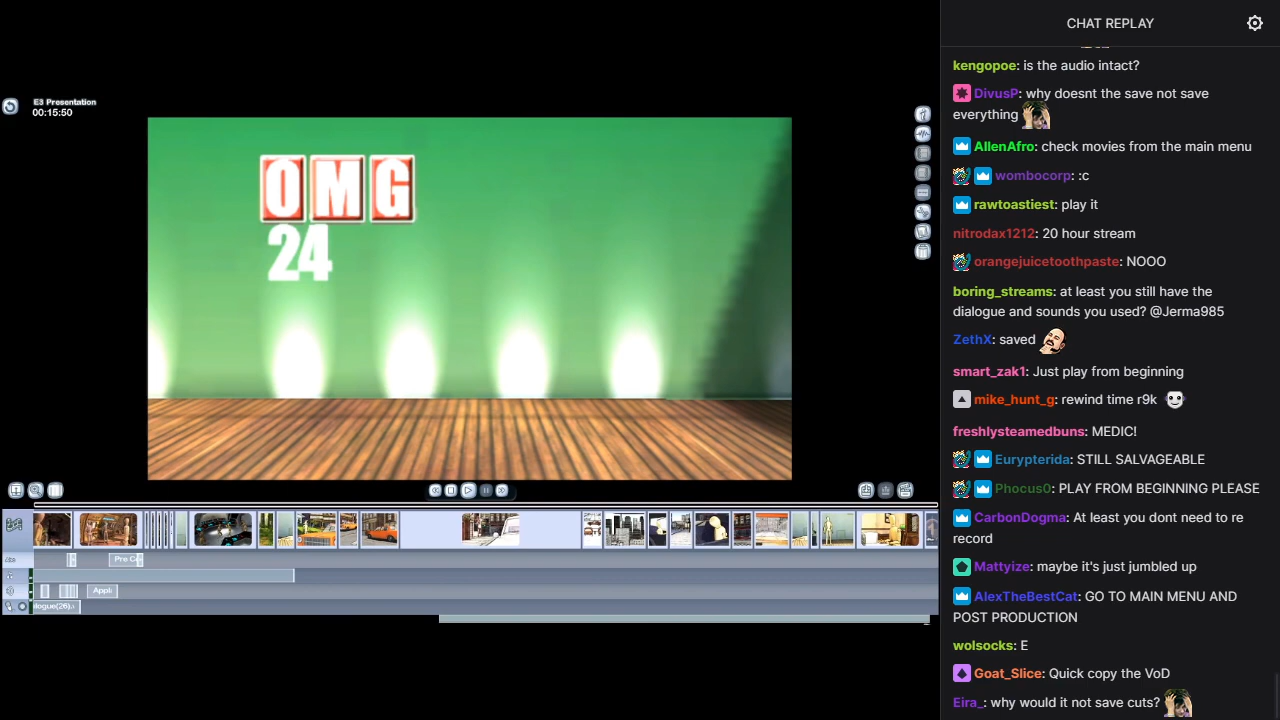 E3 Presentation
00:15:50
OMG
24
Pre C
Appl
logue(26).
CHAT REPLAY
kengopoe: is the audio intact?
DivusP: why doesnt the save not save
everything
AllenAfro: check movies from the main menu
wombocorp: :c
rawtoastiest: play it
nitrodax1212: 20 hour stream
orangejuicetoothpaste: NOOO
boring_streams: at least you still have the
dialogue and sounds you used? @Jerma985
ZethX: saved
smart_zak1: Just play from beginning
mike_hunt_g: rewind time r9k
freshlysteamedbuns: MEDIC!
Eurypterida: STILL SALVAGEABLE
Phocus0: PLAY FROM BEGINNING PLEASE
CarbonDogma: At least you dont need to re
record
Mattyize: maybe it's just jumbled up
AlexTheBestCat: GO TO MAIN MENU AND
POST PRODUCTION
wolsocks: E
Goat_Slice: Quick copy the VoD
Eira_: why would it not save cuts?